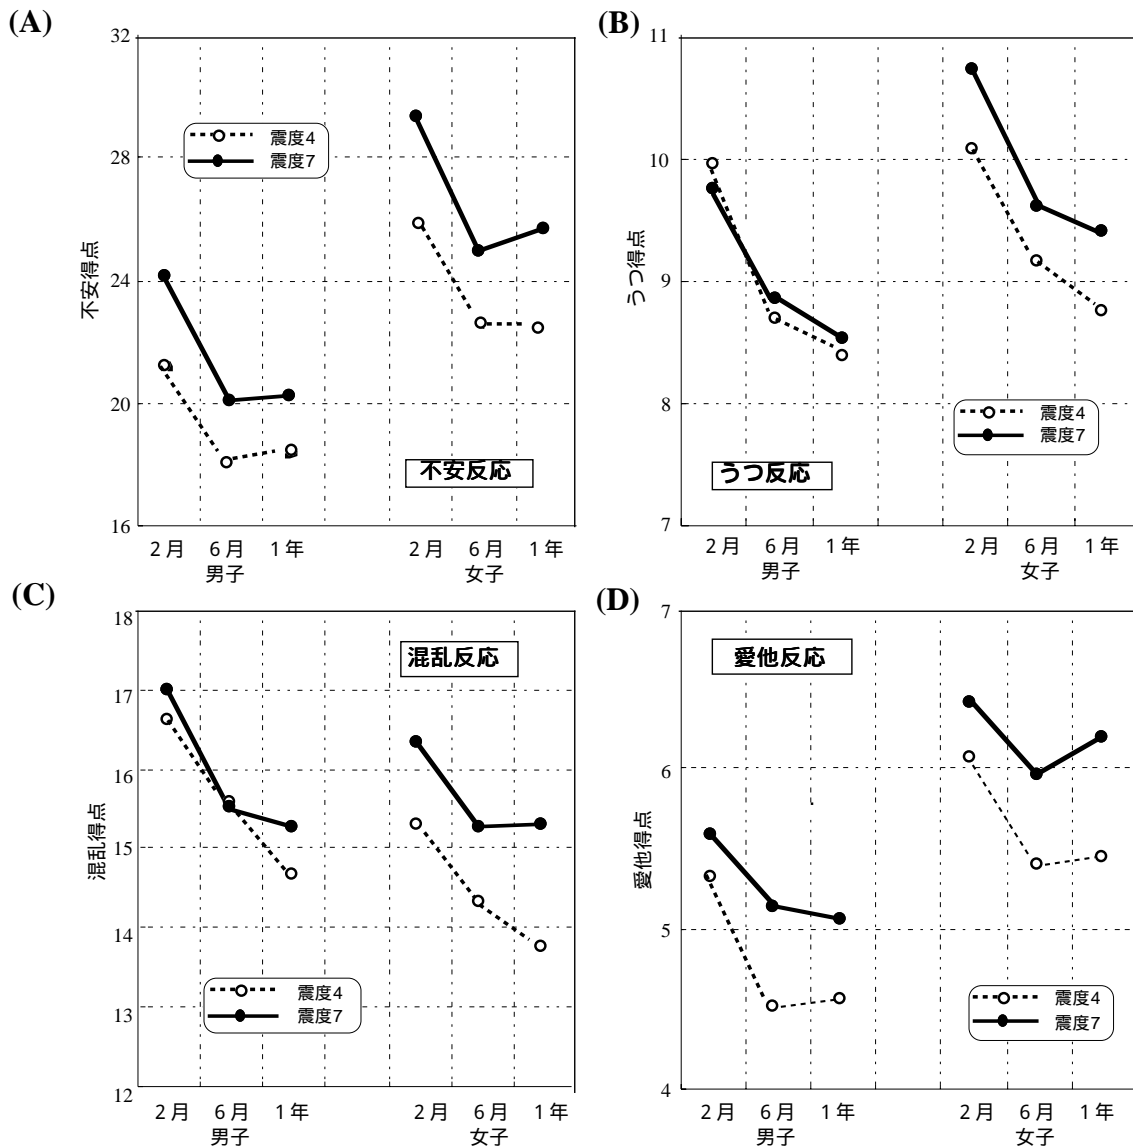 (A)
32
28
24
20
16
不安得点
震度4
震度7
不安反応
2月 6月 1年 2月 6月 1年
男子 女子
(B)
11
10
9
8
7
うつ得点
震度4
震度7
うつ反応
2月 6月 1年 2月 6月 1年
男子 女子
(C)
18
17
16
15
14
13
12
混乱得点
混乱反応
震度4
震度7
2月 6月 1年 2月 6月 1年
男子 女子
(D)
7
6
5
4
愛他得点
愛他反応
震度4
震度7
2月 6月 1年 2月 6月 1年
男子 女子